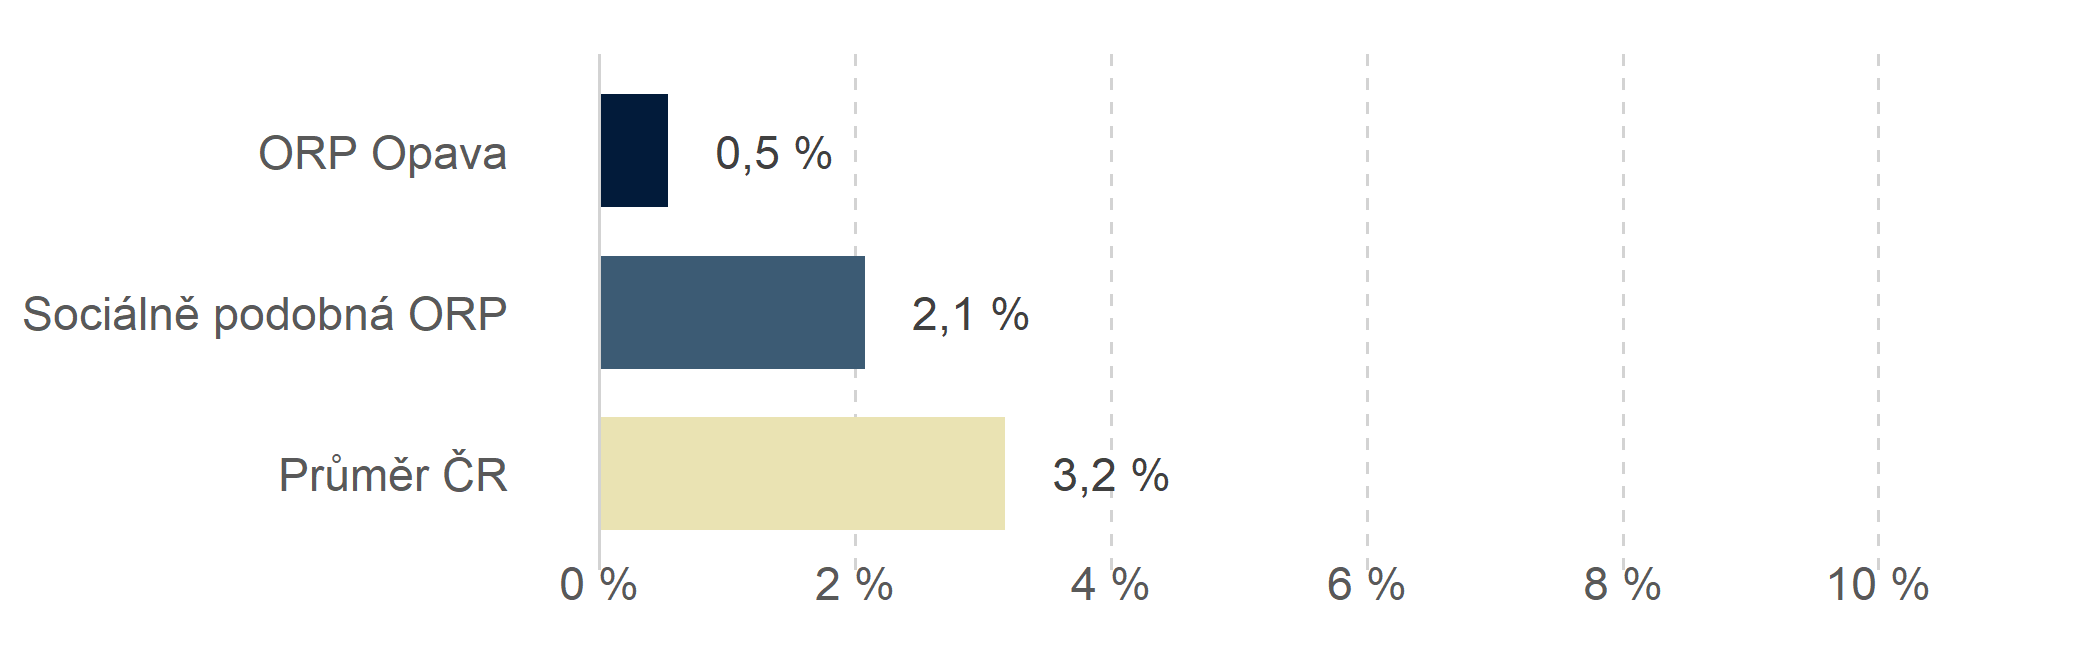 ORP Opava 0,5 %
Sociálně podobná ORP 2,1 %
Průměr ČR 3,2 %
0 % 2 % 4 % 6 % 8 % 10 %